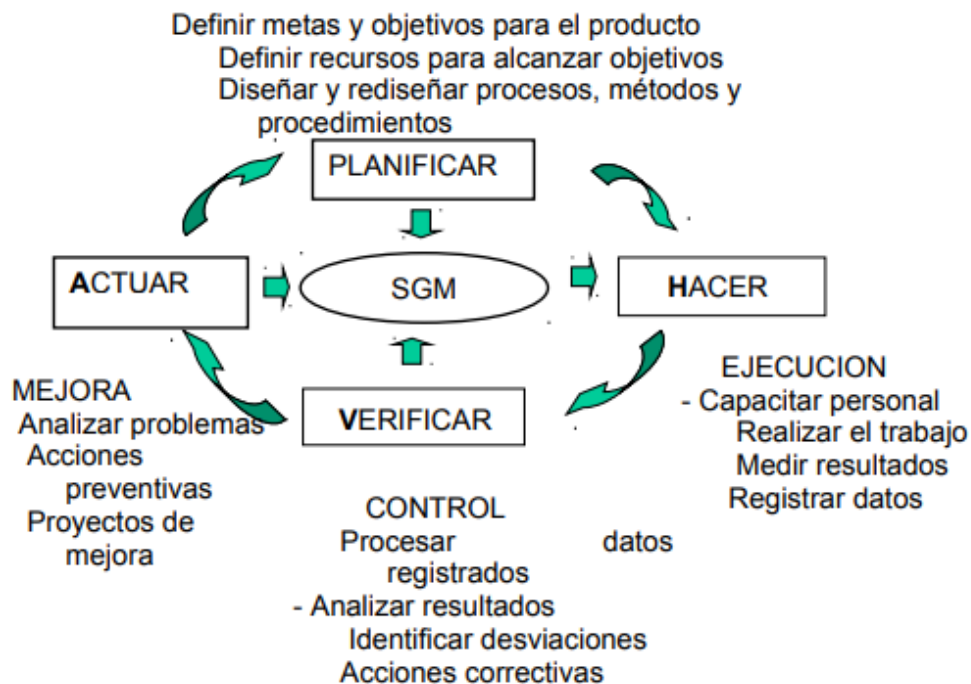 Definir metas y objetivos para el producto
Definir recursos para alcanzar objetivos
Diseñar y rediseñar procesos, métodos y
procedimientos
PLANIFICAR
ACTUAR
SGM
HACER
MEJORA
Analizar problemas
Acciones
preventivas
Proyectos de
mejora
VERIFICAR
EJECUCION
- Capacitar personal
Realizar el trabajo
Medir resultados
Registrar datos
CONTROL
Procesar datos
registrados
- Analizar resultados
Identificar desviaciones
Acciones correctivas